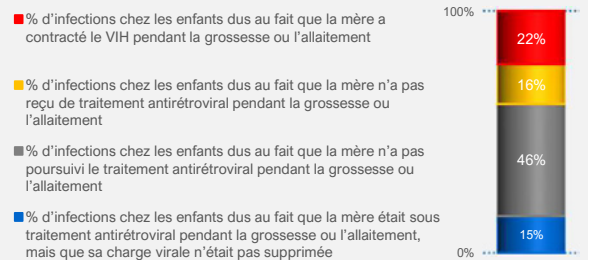 % d'infections chez les enfants dus au fait que la mère a
contracté le VIH pendant la grossesse ou l'allaitement
% d'infections chez les enfants dus au fait que la mère n'a pas
reçu de traitement antirétroviral pendant la grossesse ou
l'allaitement
% d'infections chez les enfants dus au fait que la mère n'a pas
poursuivi le traitement antirétroviral pendant la grossesse ou
l'allaitement
% d'infections chez les enfants dus au fait que la mère était sous
traitement antirétroviral pendant la grossesse ou l'allaitement,
mais que sa charge virale n'était pas supprimée
100%
22%
16%
46%
15%
0%